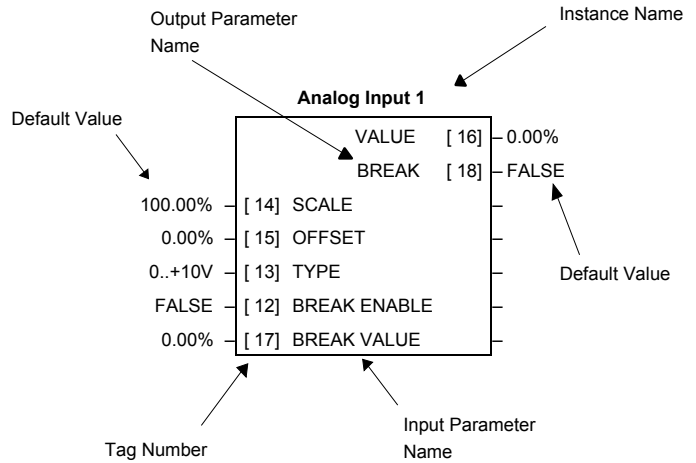 Output Parameter
Name
Instance Name
Analog Input 1
Default Value
VALUE [ 16] – 0.00%
BREAK [ 18] – FALSE
100.00% – [ 14] SCALE –
0.00% – [ 15] OFFSET –
0..+10V – [ 13] TYPE –
Default Value
FALSE – [ 12] BREAK ENABLE –
0.00% – [ 17] BREAK VALUE –
Input Parameter
Name
Tag Number